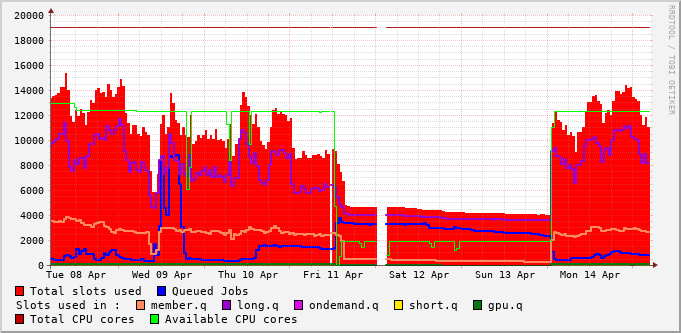 20000
18000
16000
14000
12000
10000
8000
6000
4000
2000
0
Tue 08 Apr Wed 09 Apr Thu 10 Apr Fri 11 Apr Sat 12 Apr Sun 13 Apr Mon 14 Apr
Total slots used Queued Jobs
Slots used in : member.q long.q ondemand.q short.q gpu.q
Total CPU cores Available CPU cores
RRDTOOL / TOBI OETIKER